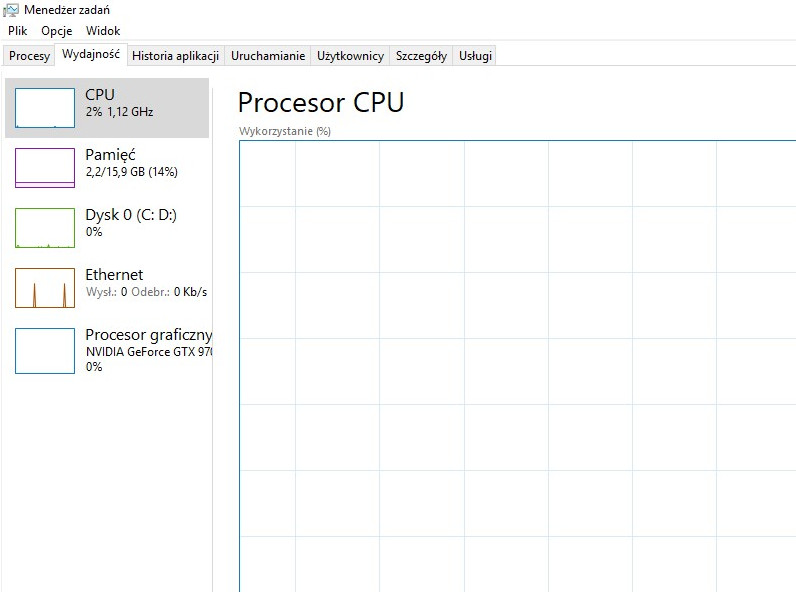 Menedżer zadań
Plik Opcje Widok
Procesy Wydajność Historia aplikacji Uruchamianie Użytkownicy Szczegóły Usługi
CPU
2% 1,12 GHz
Pamięć
2,2/15,9 GB (14%)
Dysk 0 (C: D:)
0%
Ethernet
Wysł.: 0 Odebr.: 0 Kb/s
Procesor graficzny
NVIDIA GeForce GTX 970
0%
Procesor CPU
Wykorzystanie (%)